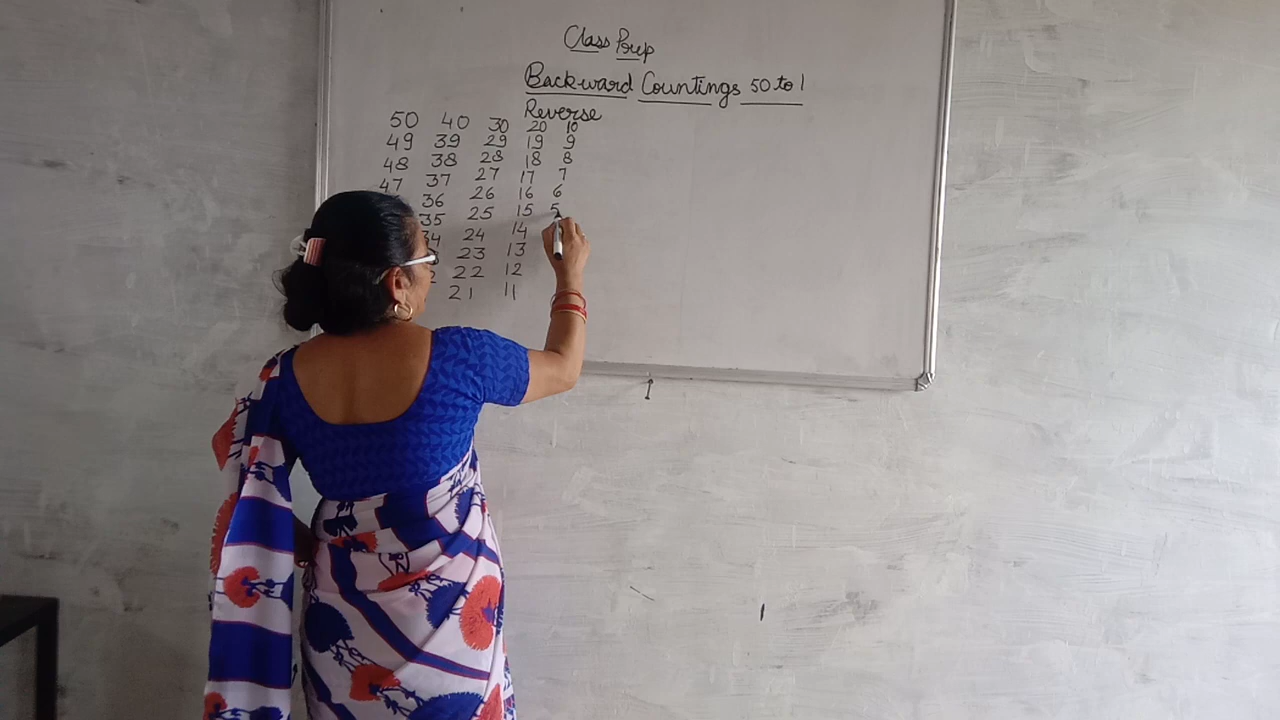 Class Prep
Backward Countings 50 to 1
Reverse
50 40 30 20 10
49 39 29 19 9
48 38 28 18 8
47 37 27 17 7
36 26 16 6
35 25 15 5
34 24 14
23 13
22 12
21 11